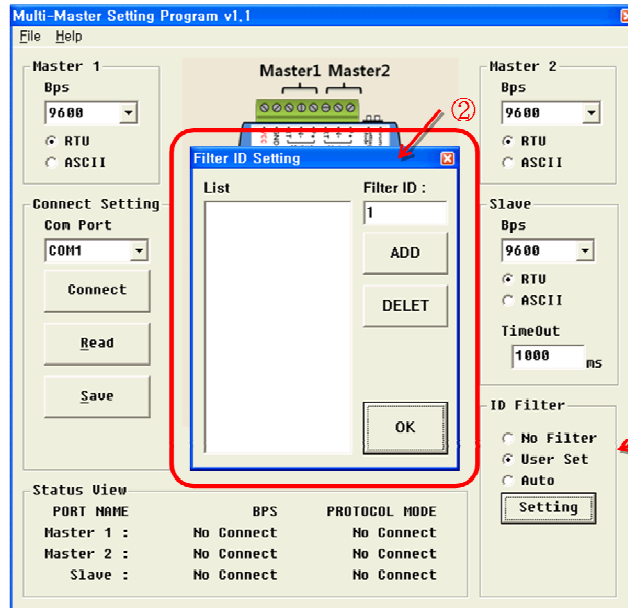 Multi-Master Setting Program v1.1
File Help
Master 1
Bps
9600
RTU
ASCII
Master1 Master2
Master 2
Bps
9600
RTU
ASCII
②
Filter ID Setting
List
Filter ID :
1
ADD
DELET
OK
Connect Setting
Com Port
COM1
Connect
Read
Save
Slave
Bps
9600
RTU
ASCII
TimeOut
1000 ms
ID Filter
No Filter
User Set
Auto
Setting
Status View
PORT NAME BPS PROTOCOL MODE
Master 1 : No Connect No Connect
Master 2 : No Connect No Connect
Slave : No Connect No Connect